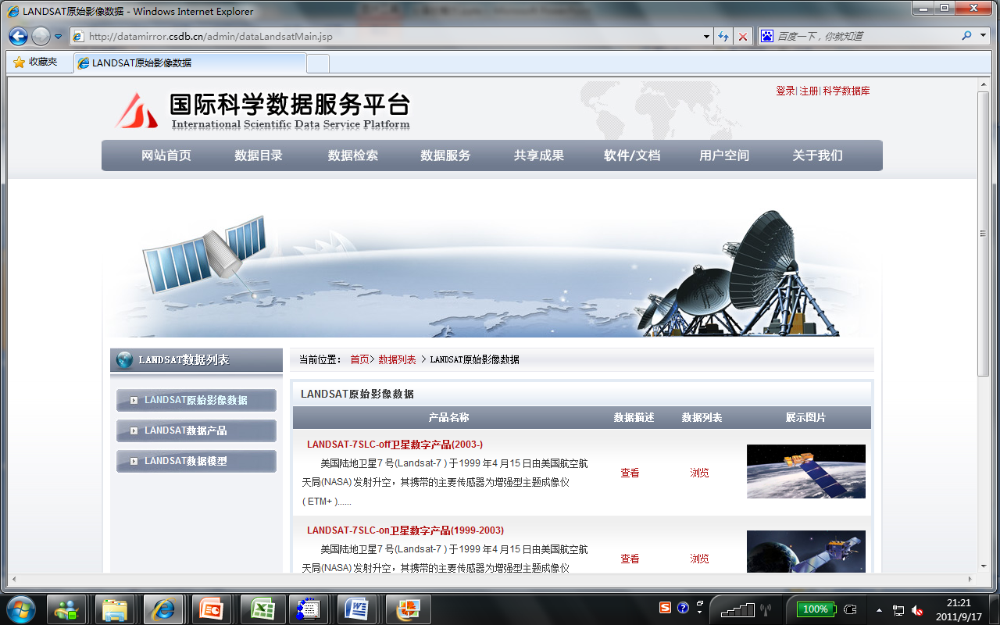 LANDSAT原始影像数据 - Windows Internet Explorer
http://datamirror.csdb.cn/admin/dataLandsatMain.jsp
百度一下，你就知道
收藏夹
LANDSAT原始影像数据
登录| 注册| 科学数据库
国际科学数据服务平台
International Scientific Data Service Platform
网站首页 数据目录 数据检索 数据服务 共享成果 软件/文档 用户空间 关于我们
LANDSAT数据列表
当前位置： 首页> 数据列表 > LANDSAT原始影像数据
LANDSAT原始影像数据
LANDSAT数据产品
LANDSAT数据模型
LANDSAT原始影像数据
产品名称 数据描述 数据列表 展示图片
LANDSAT-7SLC-off卫星数字产品(2003-)
美国陆地卫星7 号(Landsat-7 ) 于1999 年4 月15 日由美国航空航
天局(NASA) 发射升空，其携带的主要传感器为增强型主题成像仪
( ETM+ )......
查看 浏览
LANDSAT-7SLC-on卫星数字产品(1999-2003)
美国陆地卫星7 号(Landsat-7 ) 于1999 年4 月15 日由美国航空航
天局(NASA) 发射升空，其携带的主要传感器为增强型主题成像仪
查看 浏览
100%
21:21
2011/9/17